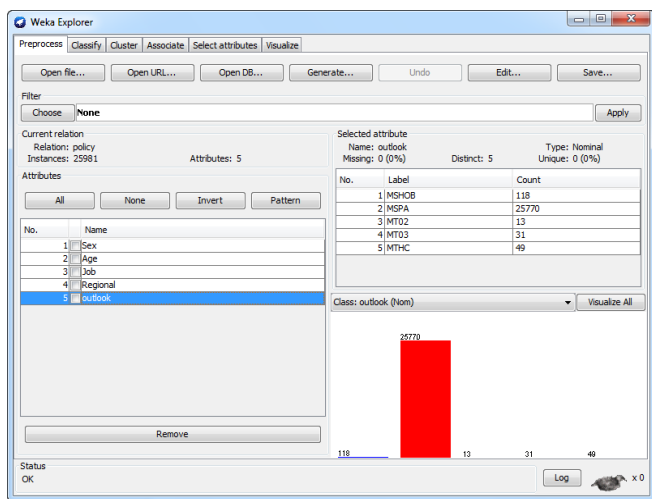 Weka Explorer
Preprocess Classify Cluster Associate Select attributes Visualize
Open file... Open URL... Open DB... Generate... Undo Edit... Save...
Filter
Choose None Apply
Current relation
Relation: policy
Instances: 25981 Attributes: 5
Selected attribute
Name: outlook Type: Nominal
Missing: 0 (0%) Distinct: 5 Unique: 0 (0%)
Attributes
All None Invert Pattern
No. Name
1 Sex
2 Age
3 Job
4 Regional
5 outlook
Remove
No. Label Count
1 MSHOB 118
2 MSPA 25770
3 MT02 13
4 MT03 31
5 MTHC 49
Class: outlook (Nom) Visualize All
25770
118 13 31 49
Status
OK
Log x 0